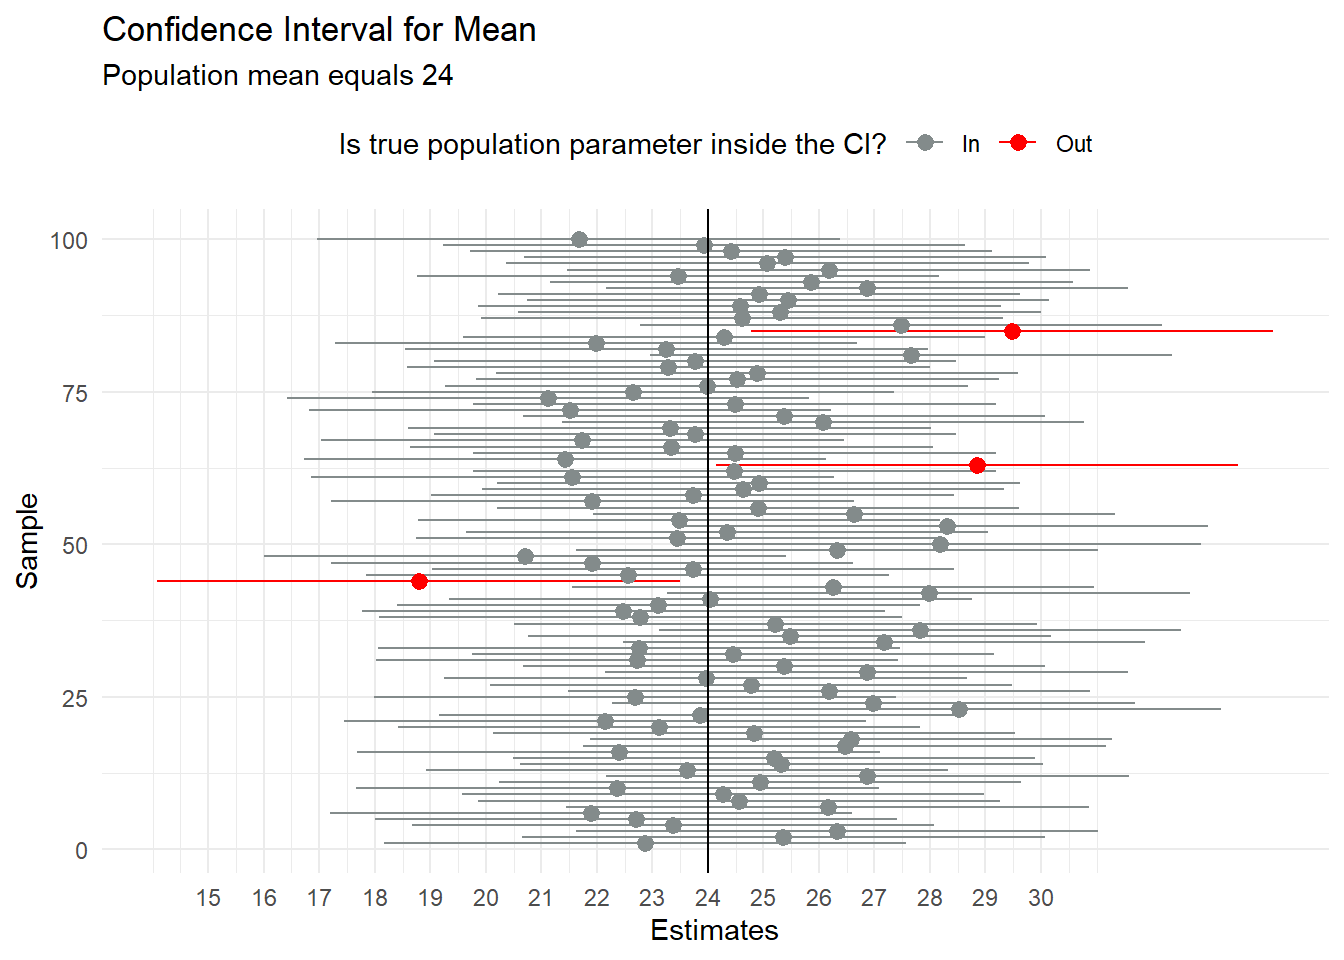 Confidence Interval for Mean
Population mean equals 24
Is true population parameter inside the CI? In Out
100
75
50
25
0
Sample
15 16 17 18 19 20 21 22 23 24 25 26 27 28 29 30
Estimates